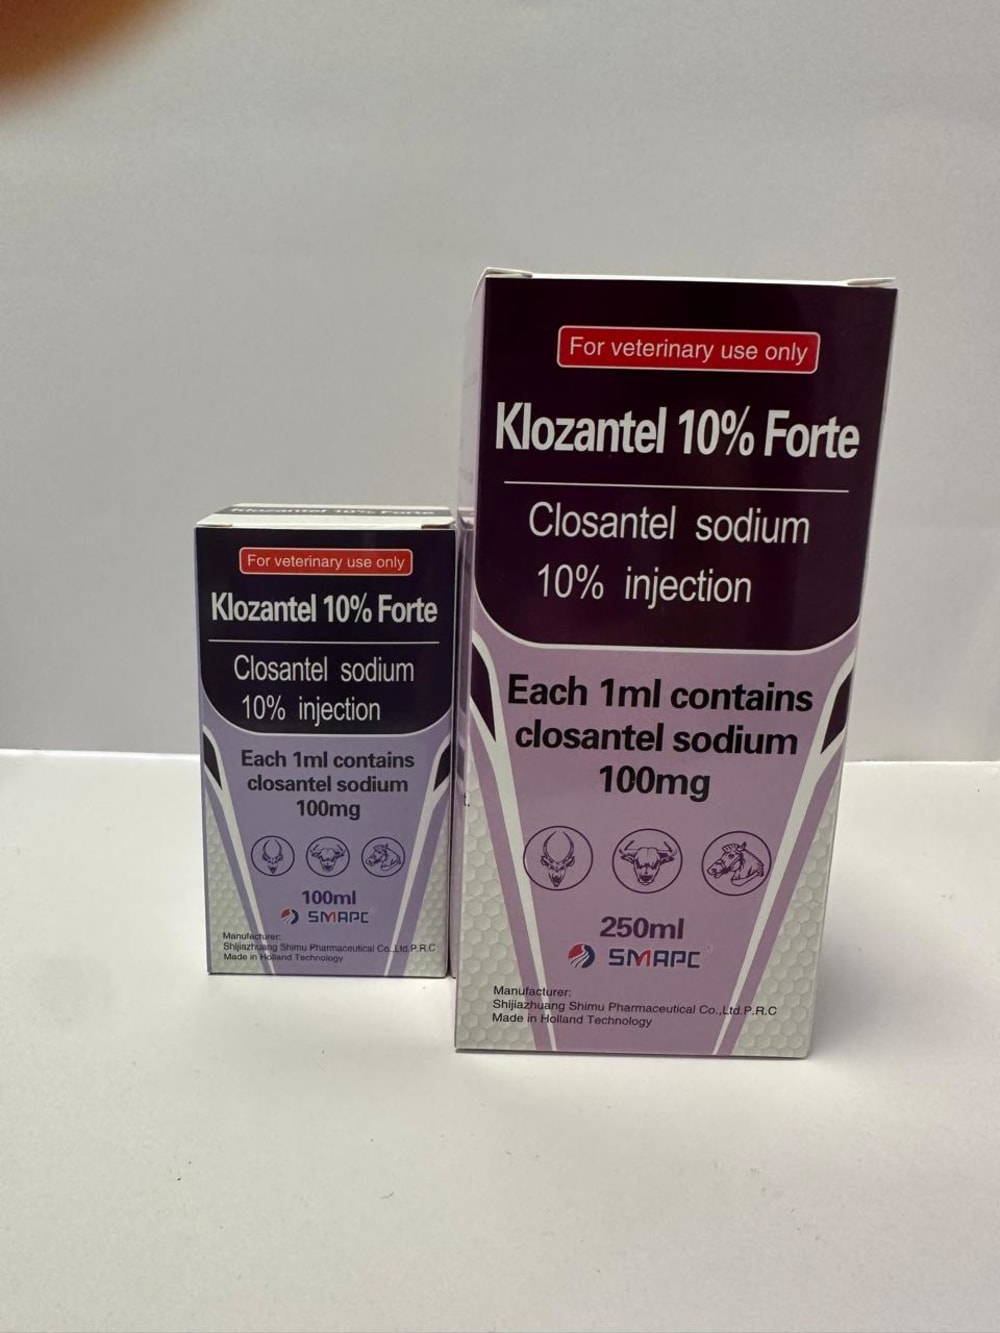 Klozantel 10% Forte
For veterinary use only
Klozantel 10% Forte
Closantel sodium
10% injection
Each 1ml contains
closantel sodium
100mg
100ml
SMAPC
Manufacturer:
Shijiazhuang Shimu Pharmaceutical Co.,Ltd.P.R.C
Made in Holland Technology
For veterinary use only
Klozantel 10% Forte
Closantel sodium
10% injection
Each 1ml contains
closantel sodium
100mg
250ml
SMAPC
Manufacturer:
Shijiazhuang Shimu Pharmaceutical Co.,Ltd.P.R.C
Made in Holland Technology